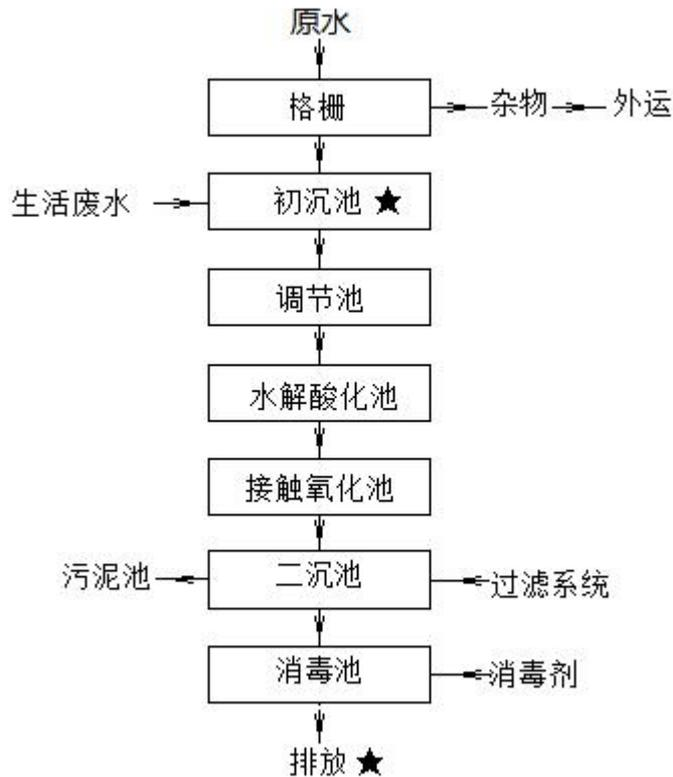 原水
格栅
杂物
外运
生活废水
初沉池 ★
调节池
水解酸化池
接触氧化池
污泥池
二沉池
过滤系统
消毒池
消毒剂
排放 ★